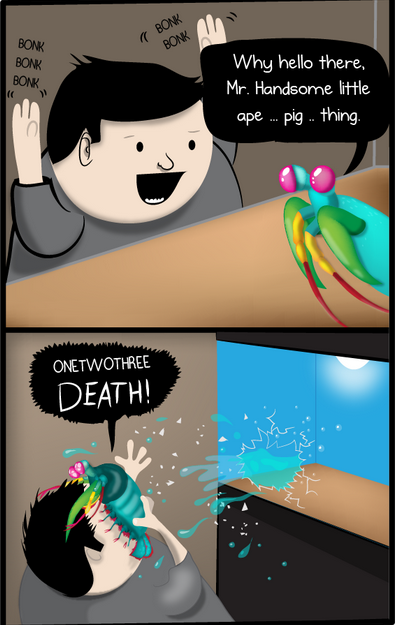 BONK
BONK
BONK
BONK
BONK
Why hello there,
Mr. Handsome little
ape ... pig .. thing.
ONETWOTHREE
DEATH!